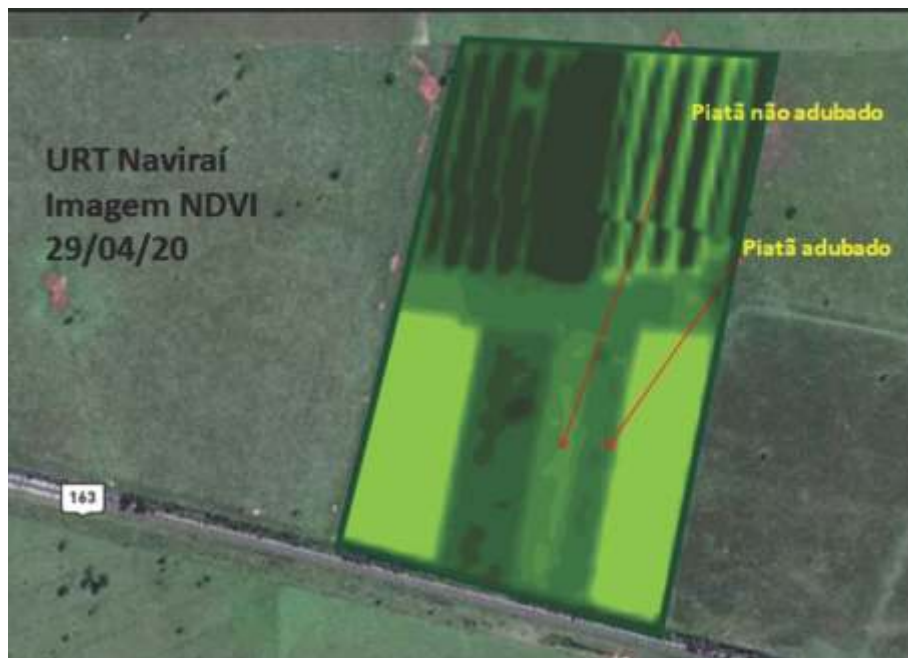 URT Naviraí
Imagem NDVI
29/04/20
Piatã não adubado
Piatã adubado
163